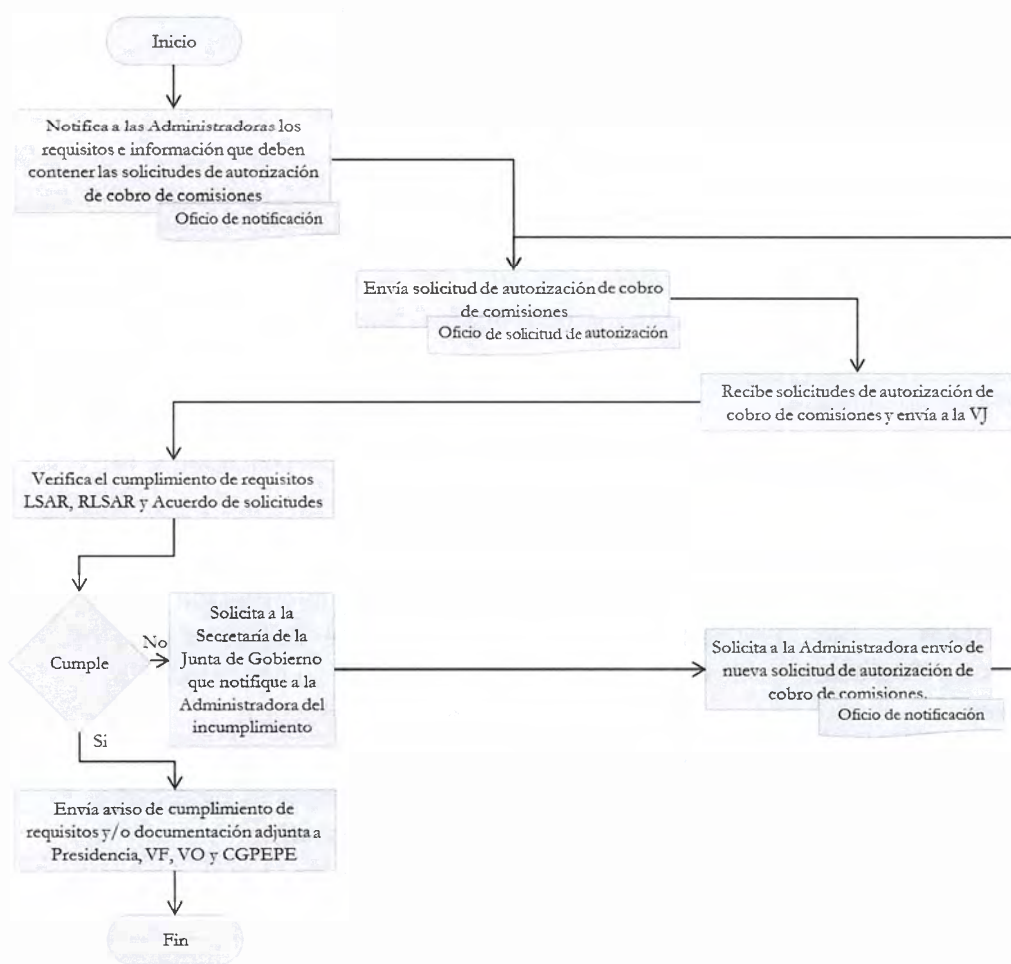 Inicio
Notifica a las Administradoras los
requisitos e información que deben
contener las solicitudes de autorización
de cobro de comisiones
Oficio de notificación
Envía solicitud de autorización de cobro
de comisiones
Oficio de solicitud de autorización
Recibe solicitudes de autorización de
cobro de comisiones y envía a la VJ
Verifica el cumplimiento de requisitos
LSAR, RLSAR y Acuerdo de solicitudes
Cumple
No
Solicita a la
Secretaría de la
Junta de Gobierno
que notifique a la
Administradora del
incumplimiento
Solicita a la Administradora envío de
nueva solicitud de autorización de
cobro de comisiones.
Oficio de notificación
Si
Envía aviso de cumplimiento de
requisitos y/o documentación adjunta a
Presidencia, VF, VO y CGPEPE
Fin